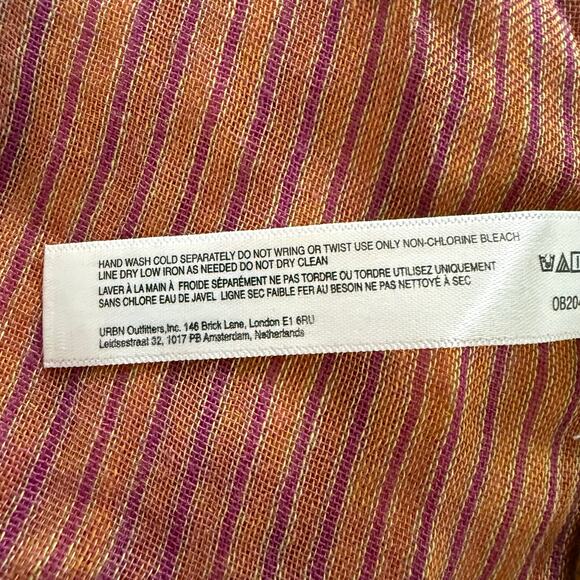 HAND WASH COLD SEPARATELY DO NOT WRING OR TWIST USE ONLY NON-CHLORINE BLEACH
LINE DRY LOW IRON AS NEEDED DO NOT DRY CLEAN
LAVER À LA MAIN À FROIDE SÉPARÉMENT NE PAS TORDRE OU TORDRE UTILISEZ UNIQUEMENT
SANS CHLORE EAU DE JAVEL LIGNE SEC FAIBLE FER AU BESOIN NE PAS NETTOYÉ À SEC
URBN Outfitters,Inc. 146 Brick Lane, London E1 6RU
Leidsestraat 32, 1017 PB Amsterdam, Netherlands
OB204